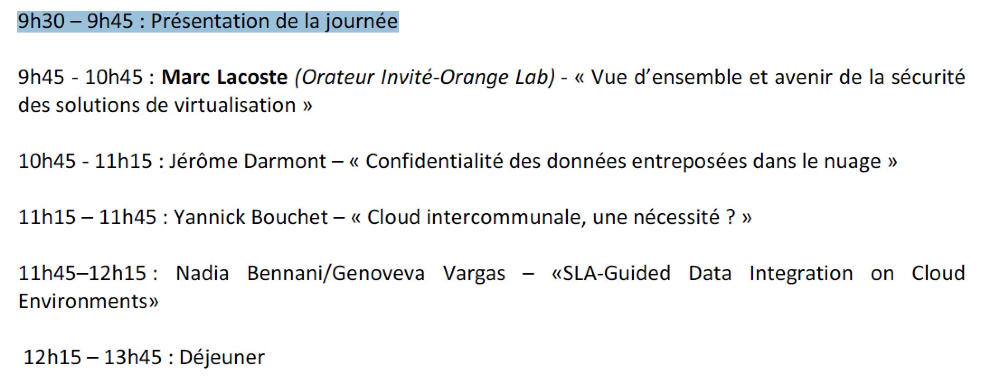 9h30 – 9h45 : Présentation de la journée
9h45 - 10h45 : Marc Lacoste (Orateur Invité-Orange Lab) - « Vue d’ensemble et avenir de la sécurité
des solutions de virtualisation »
10h45 - 11h15 : Jérôme Darmont – « Confidentialité des données entreposées dans le nuage »
11h15 – 11h45 : Yannick Bouchet – « Cloud intercommunale, une nécessité ? »
11h45–12h15 : Nadia Bennani/Genoveva Vargas – «SLA-Guided Data Integration on Cloud
Environments»
12h15 – 13h45 : Déjeuner